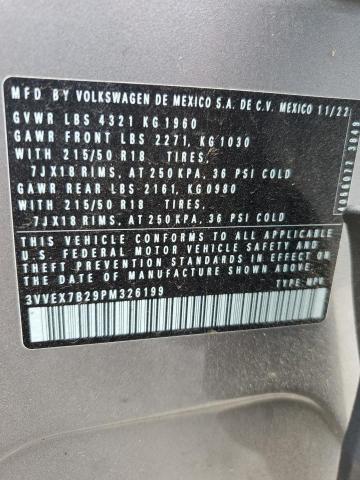 MFD BY VOLKSWAGEN DE MEXICO S.A. DE C.V. MEXICO 11/22
GVWR LBS 4321 KG 1960
GAWR FRONT LBS 2271, KG 1030
WITH 215/50 R18 TIRES,
7JX18 RIMS, AT 250 KPA, 36 PSI COLD
GAWR REAR LBS 2161, KG 0980
WITH 215/50 R18 TIRES,
7JX18 RIMS, AT 250 KPA, 36 PSI COLD
THIS VEHICLE CONFORMS TO ALL APPLICABLE
U.S. FEDERAL MOTOR VEHICLE SAFETY AND
THEFT PREVENTION STANDARDS IN EFFECT ON
THE DATE OF MANUFACTURE SHOWN ABOVE.
3VVEX7B29PM326199 TYPE MPV